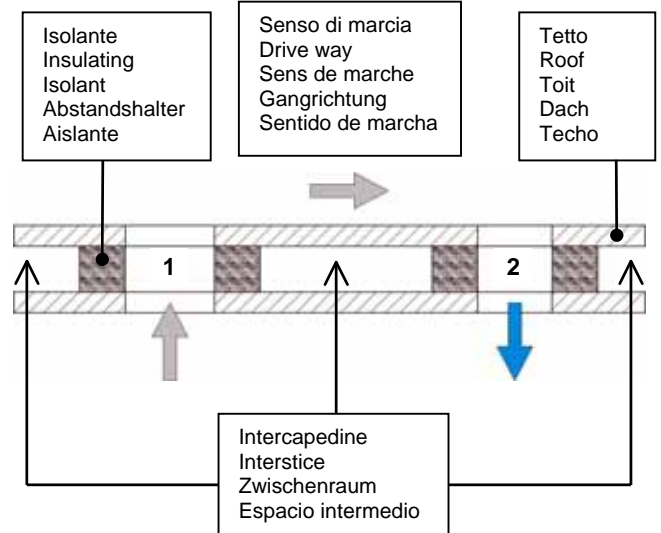 Isolante
Insulating
Isolant
Abstandshalter
Aislante
Senso di marcia
Drive way
Sens de marche
Gangrichtung
Sentido de marcha
Tetto
Roof
Toit
Dach
Techo
1
2
Intercapedine
Interstice
Zwischenraum
Espacio intermedio